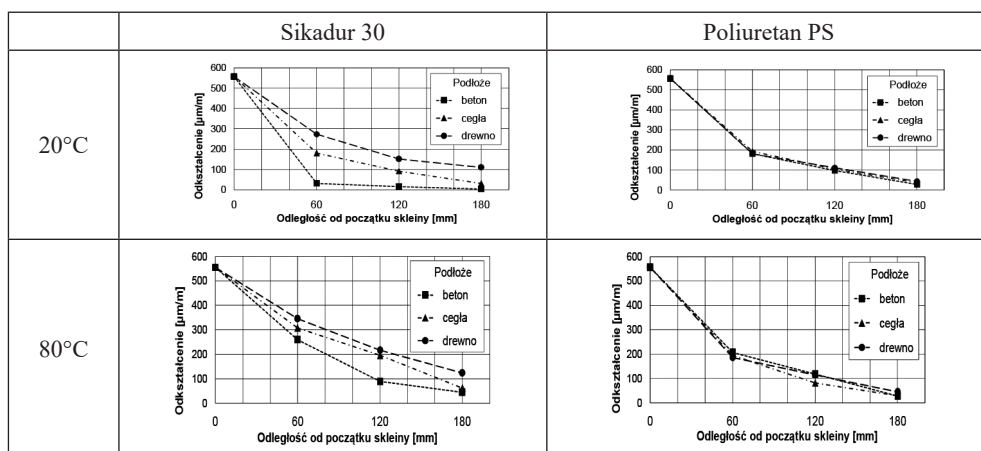 Sikadur 30
Poliuretan PS
20°C
Odkształcenie [µm/m]
600
500
400
300
200
100
0
Podłoże
beton
cegła
drewno
0
60
120
180
Odległość od początku skleiny [mm]
Odkształcenie [µm/m]
600
500
400
300
200
100
0
Podłoże
beton
cegła
drewno
0
60
120
180
Odległość od początku skleiny [mm]
80°C
Odkształcenie [µm/m]
600
500
400
300
200
100
0
Podłoże
beton
cegła
drewno
0
60
120
180
Odległość od początku skleiny [mm]
Odkształcenie [µm/m]
600
500
400
300
200
100
0
Podłoże
beton
cegła
drewno
0
60
120
180
Odległość od początku skleiny [mm]